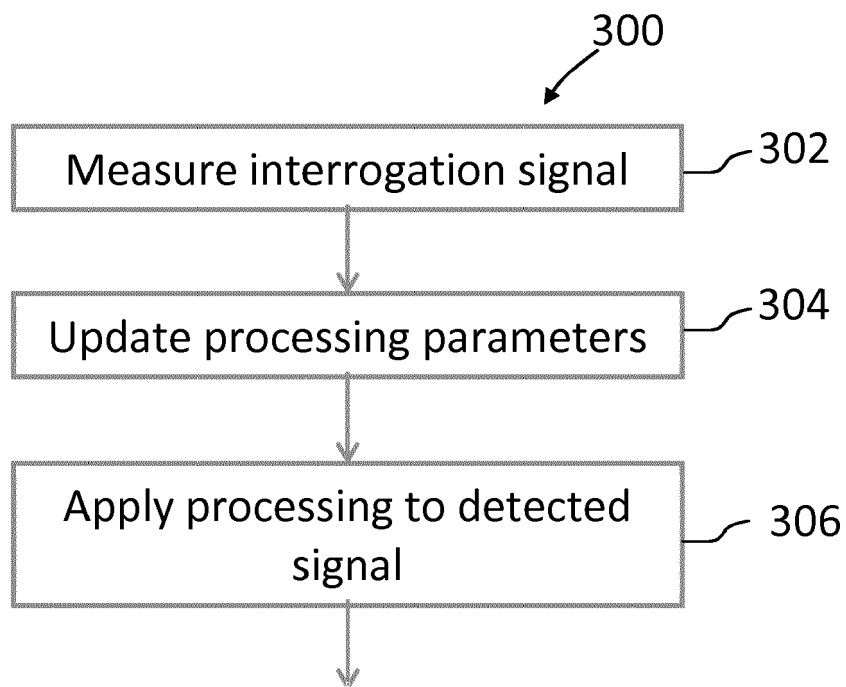 300
Measure interrogation signal
302
Update processing parameters
304
Apply processing to detected
signal
306